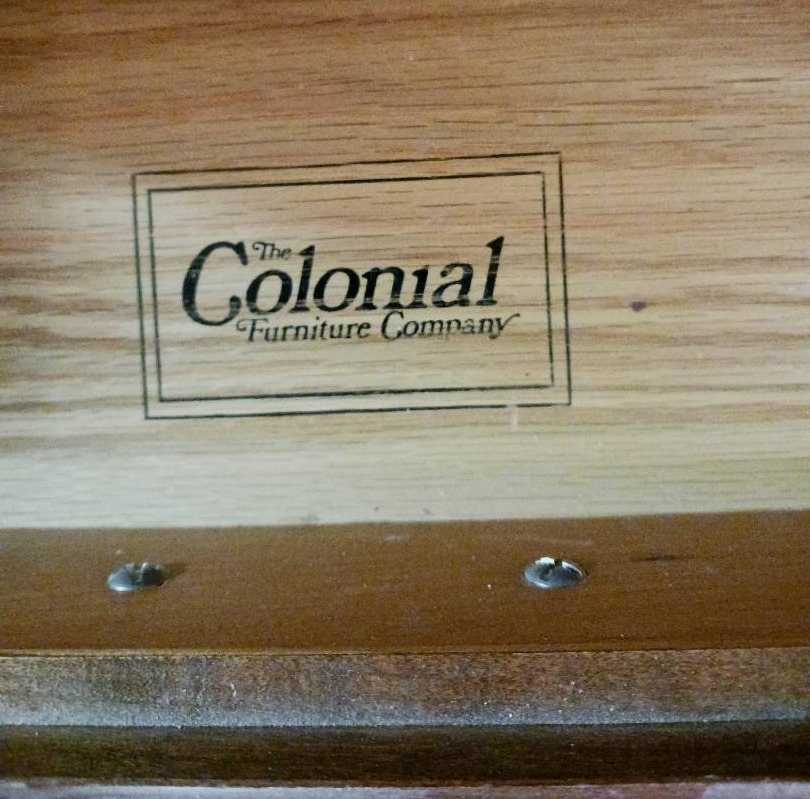 The
Colonial
Furniture Company